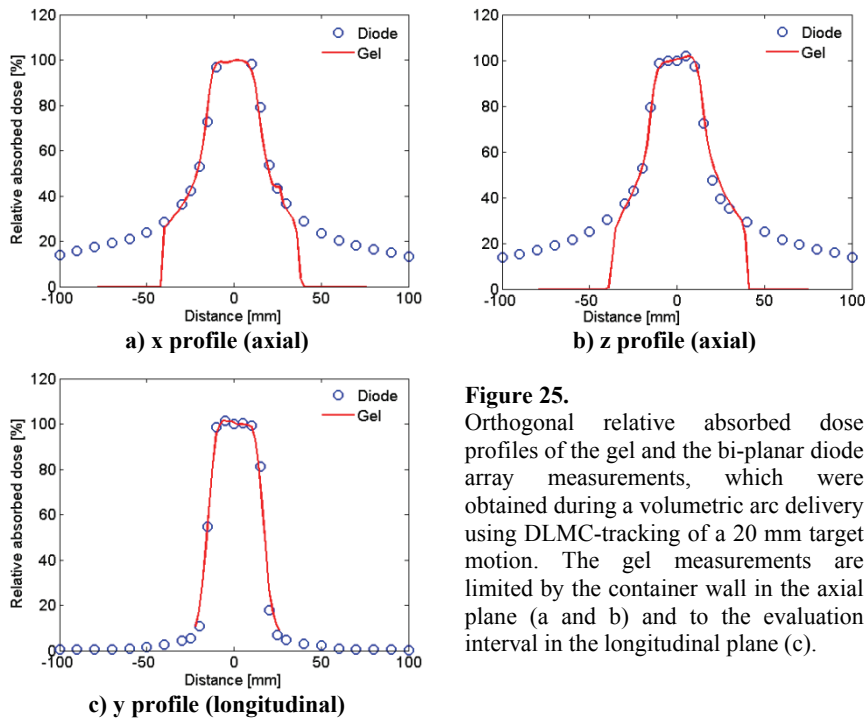 120
100
80
60
40
20
0
Relative absorbed dose [%]
Diode
Gel
-100 -50 0 50 100
Distance [mm]
a) x profile (axial)
120
100
80
60
40
20
0
Relative absorbed dose [%]
Diode
Gel
-100 -50 0 50 100
Distance [mm]
b) z profile (axial)
120
100
80
60
40
20
0
Relative absorbed dose [%]
Diode
Gel
-100 -50 0 50 100
Distance [mm]
c) y profile (longitudinal)
Figure 25.
Orthogonal relative absorbed dose
profiles of the gel and the bi-planar diode
array measurements, which were
obtained during a volumetric arc delivery
using DLMC-tracking of a 20 mm target
motion. The gel measurements are
limited by the container wall in the axial
plane (a and b) and to the evaluation
interval in the longitudinal plane (c).